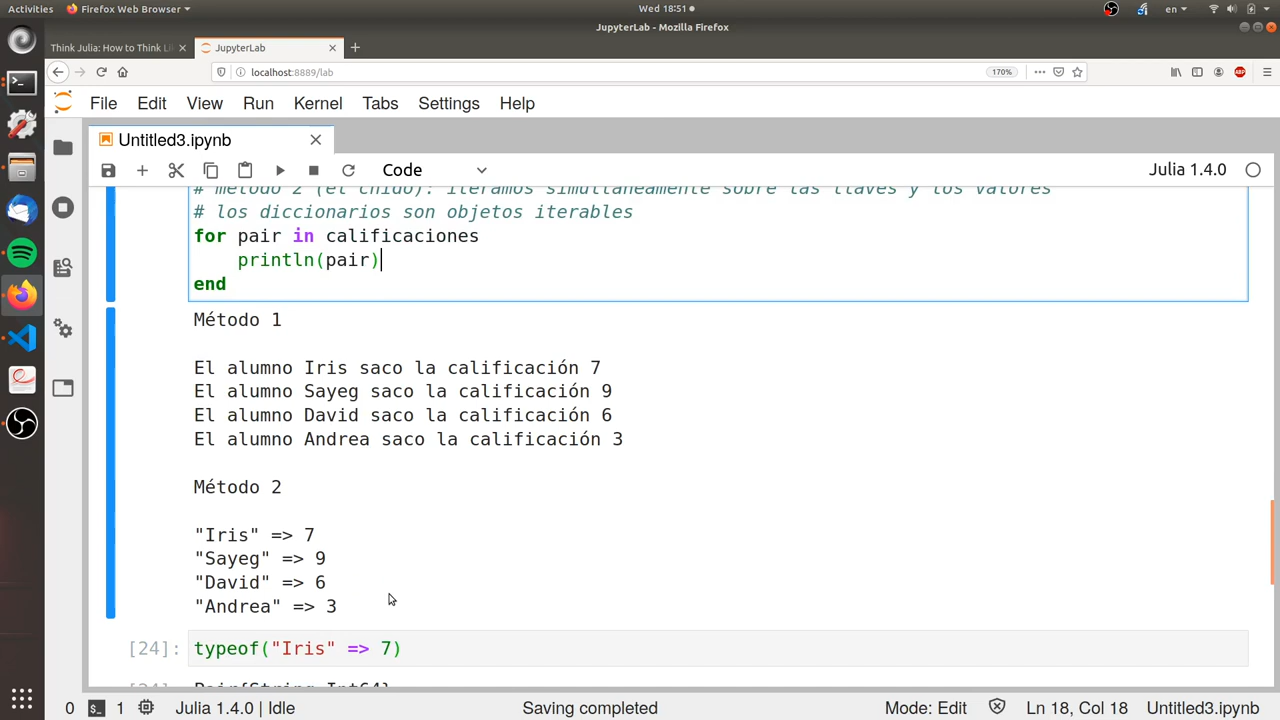 Activities Firefox Web Browser Wed 18:51 en
JupyterLab - Mozilla Firefox
Think Julia: How to Think Li JupyterLab
localhost:8889/lab 170% ABP
File Edit View Run Kernel Tabs Settings Help
Untitled3.ipynb
Code Julia 1.4.0
# método 2 (el chido): iteramos simultaneamente sobre las llaves y los valores
# los diccionarios son objetos iterables
for pair in calificaciones
println(pair)
end
Método 1
El alumno Iris saco la calificación 7
El alumno Sayeg saco la calificación 9
El alumno David saco la calificación 6
El alumno Andrea saco la calificación 3
Método 2
"Iris" => 7
"Sayeg" => 9
"David" => 6
"Andrea" => 3
[24]: typeof("Iris" => 7)
[24]: Pair{String,Int64}
0 1 Julia 1.4.0 | Idle Saving completed Mode: Edit Ln 18, Col 18 Untitled3.ipynb